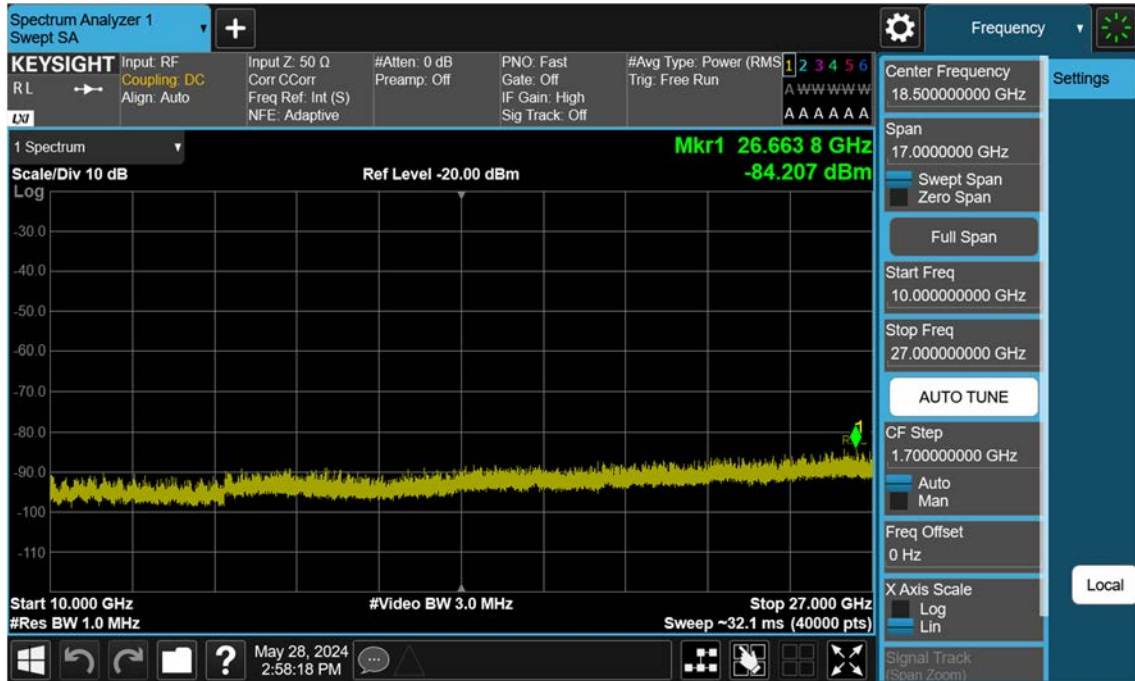 Spectrum Analyzer 1
Swept SA
Frequency
KEYSIGHT
R L
LXI
Input: RF
Coupling: DC
Align: Auto
Input Z: 50 Ω
Corr CCorr
Freq Ref: Int (S)
NFE: Adaptive
#Atten: 0 dB
Preamp: Off
PNO: Fast
Gate: Off
IF Gain: High
Sig Track: Off
#Avg Type: Power (RMS
Trig: Free Run
1 2 3 4 5 6
A W W W W W
A A A A A A
1 Spectrum
Scale/Div 10 dB
Ref Level -20.00 dBm
Mkr1 26.663 8 GHz
-84.207 dBm
Log
-30.0
-40.0
-50.0
-60.0
-70.0
-80.0
-90.0
-100
-110
1
Start 10.000 GHz
#Video BW 3.0 MHz
Stop 27.000 GHz
#Res BW 1.0 MHz
Sweep ~32.1 ms (40000 pts)
May 28, 2024
2:58:18 PM
?
Center Frequency
18.500000000 GHz
Span
17.0000000 GHz
Swept Span
Zero Span
Full Span
Start Freq
10.000000000 GHz
Stop Freq
27.000000000 GHz
AUTO TUNE
CF Step
1.700000000 GHz
Auto
Man
Freq Offset
0 Hz
X Axis Scale
Log
Lin
Signal Track
(Span Zoom)
Settings
Local